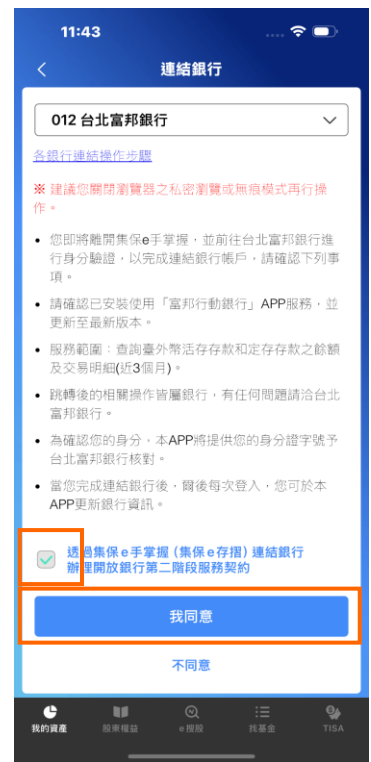 11:43
連結銀行
012 台北富邦銀行
各銀行連結操作步驟
※ 建議您關閉瀏覽器之私密瀏覽或無痕模式再行操
作。
• 您即將離開集保e手掌握，並前往台北富邦銀行進
行身分驗證，以完成連結銀行帳戶，請確認下列事
項。
• 請確認已安裝使用「富邦行動銀行」APP服務，並
更新至最新版本。
• 服務範圍：查詢臺外幣活存存款和定存存款之餘額
及交易明細(近3個月)。
• 跳轉後的相關操作皆屬銀行，有任何問題請洽台北
富邦銀行。
• 為確認您的身分，本APP將提供您的身分證字號予
台北富邦銀行核對。
• 當您完成連結銀行後，爾後每次登入，您可於本
APP更新銀行資訊。
透過集保e手掌握 (集保e存摺) 連結銀行
辦理開放銀行第二階段服務契約
我同意
不同意
我的資產 股東權益 e搜股 找基金 TISA